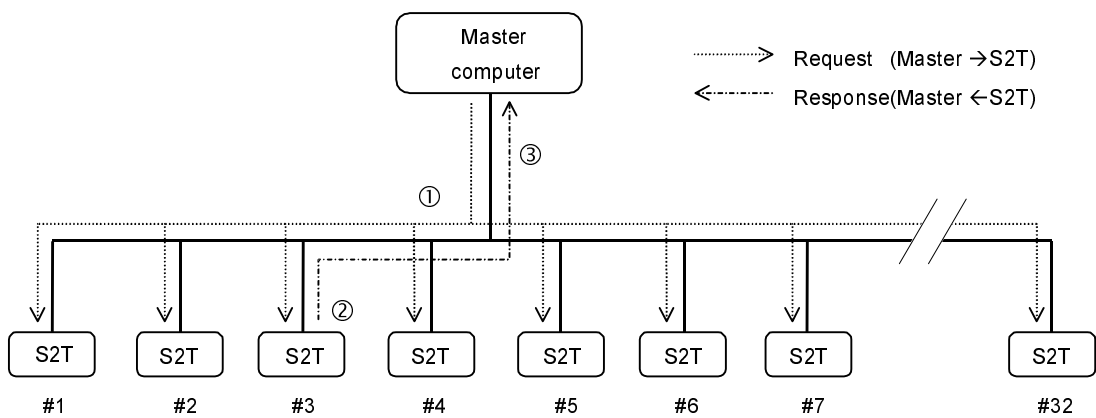 Master
computer
Request (Master →S2T)
Response(Master ←S2T)
③
①
②
S2T S2T S2T S2T S2T S2T S2T S2T
#1 #2 #3 #4 #5 #6 #7 #32